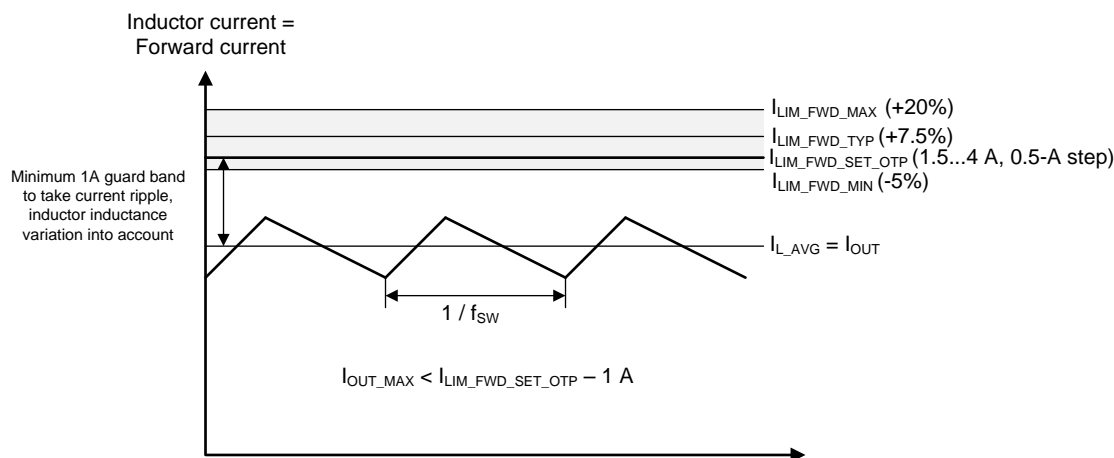 Inductor current =
Forward current
I_LIM_FWD_MAX (+20%)
I_LIM_FWD_TYP (+7.5%)
I_LIM_FWD_SET_OTP (1.5...4 A, 0.5-A step)
I_LIM_FWD_MIN (-5%)
Minimum 1A guard band
to take current ripple,
inductor inductance
variation into account
I_L_AVG = I_OUT
1 / f_SW
I_OUT_MAX < I_LIM_FWD_SET_OTP – 1 A